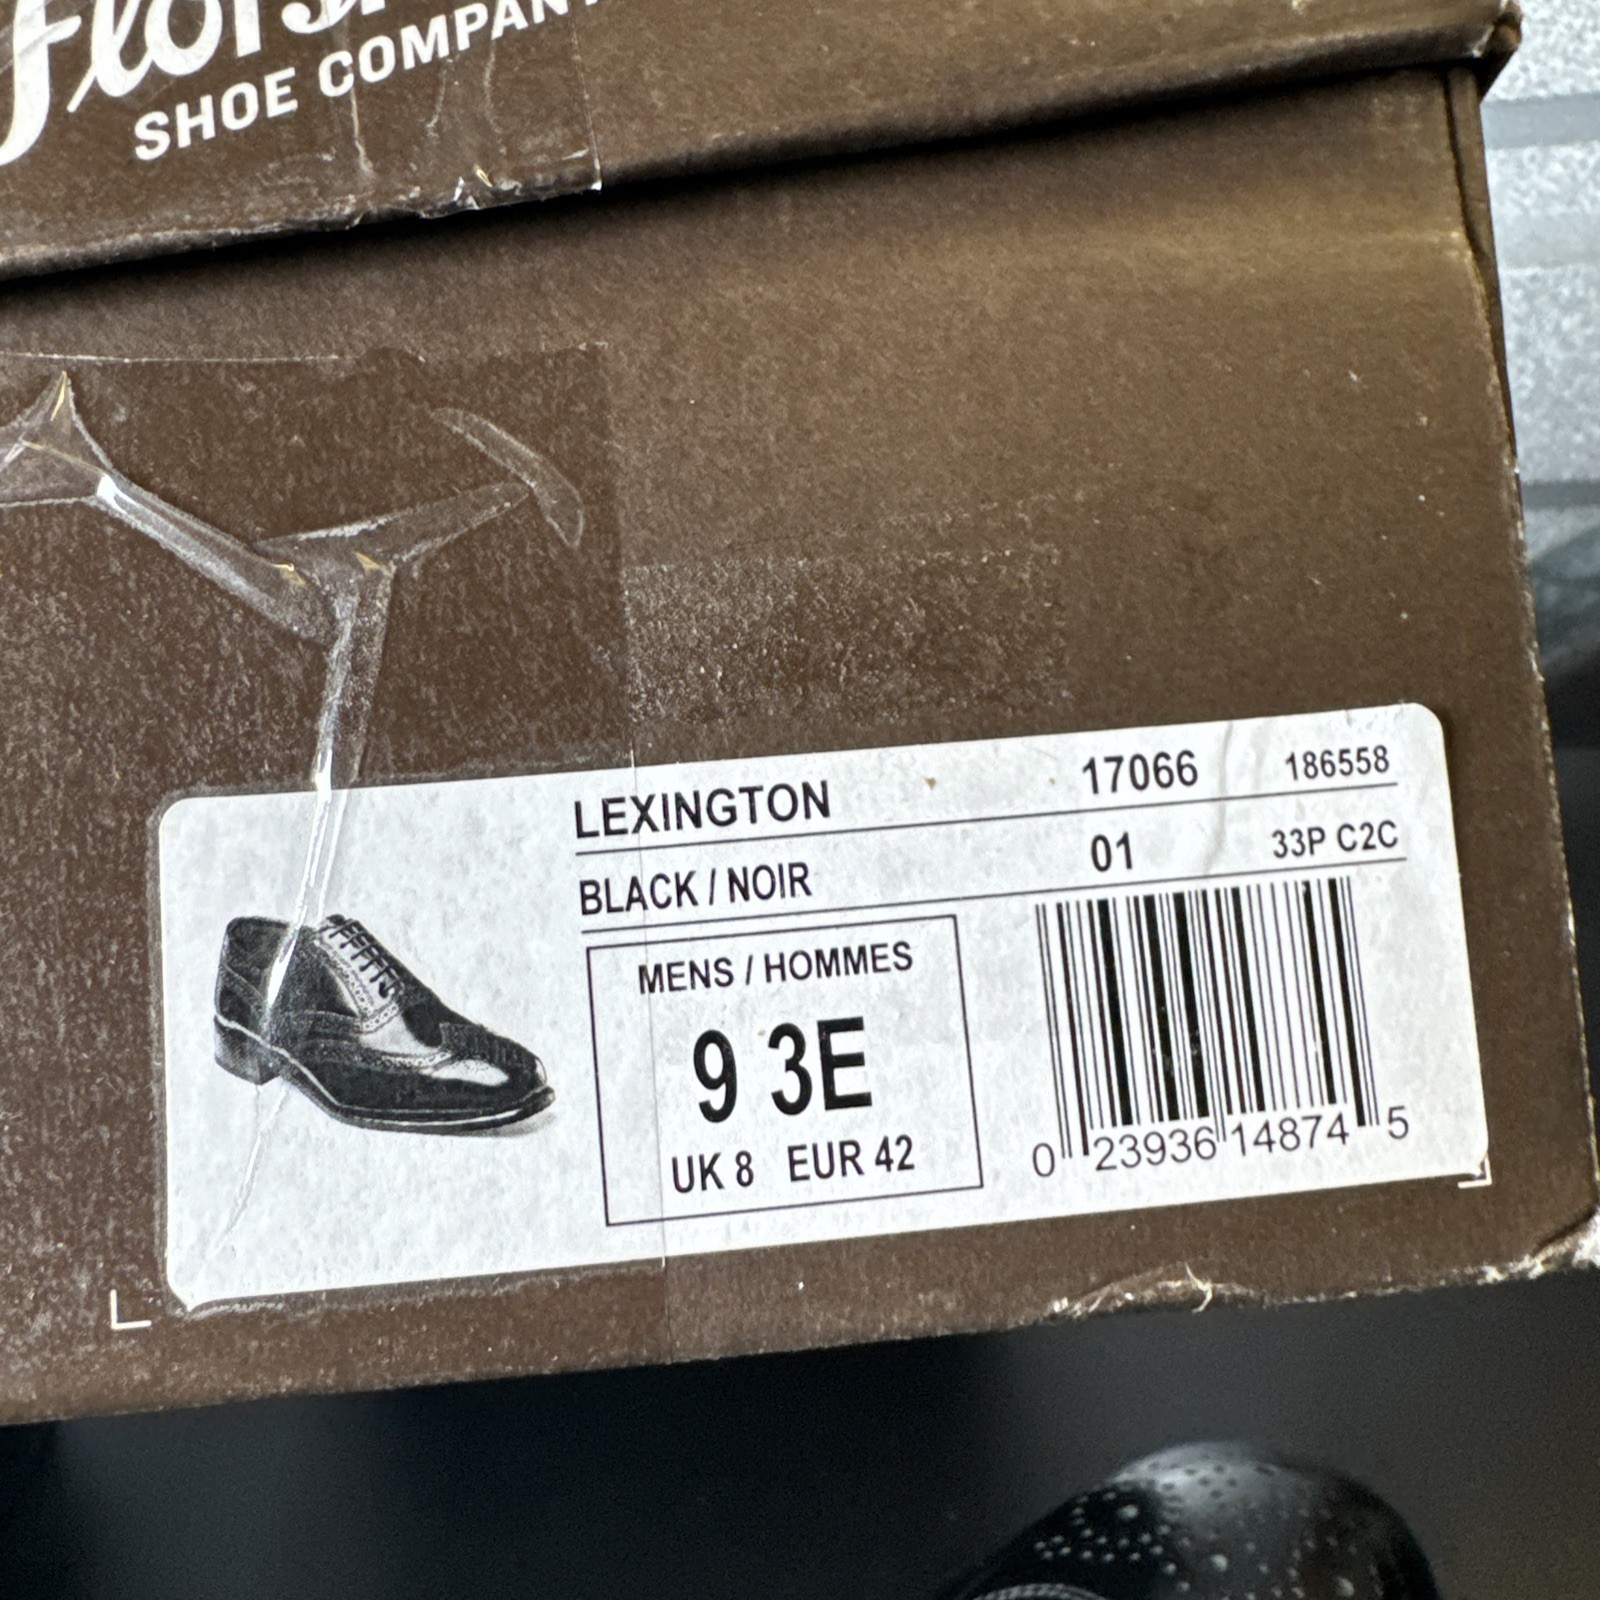 SHOE COMPANY
LEXINGTON 17066 186558
BLACK / NOIR 01 33P C2C
MENS / HOMMES
9 3E
UK 8 EUR 42
0 23936 14874 5